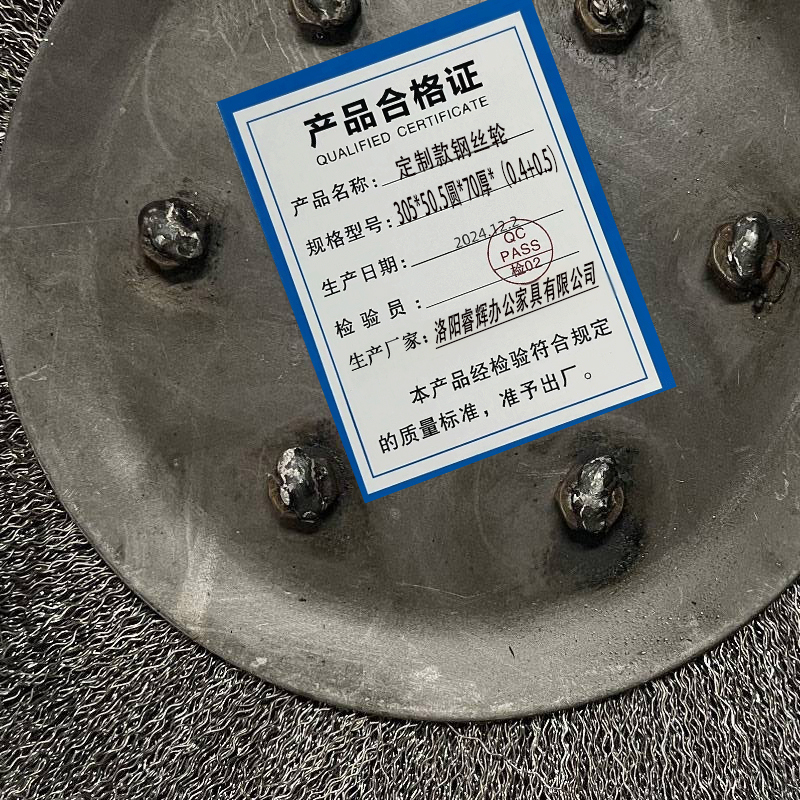 产品合格证
QUALIFIED CERTIFICATE
产品名称：定制款钢丝轮
规格型号：305*50.5圆*70厚*（0.4+0.5）
生产日期：2024.12.2
检验员：
QC
PASS
检02
生产厂家：洛阳睿辉办公家具有限公司
本产品经检验符合规定
的质量标准，准予出厂。